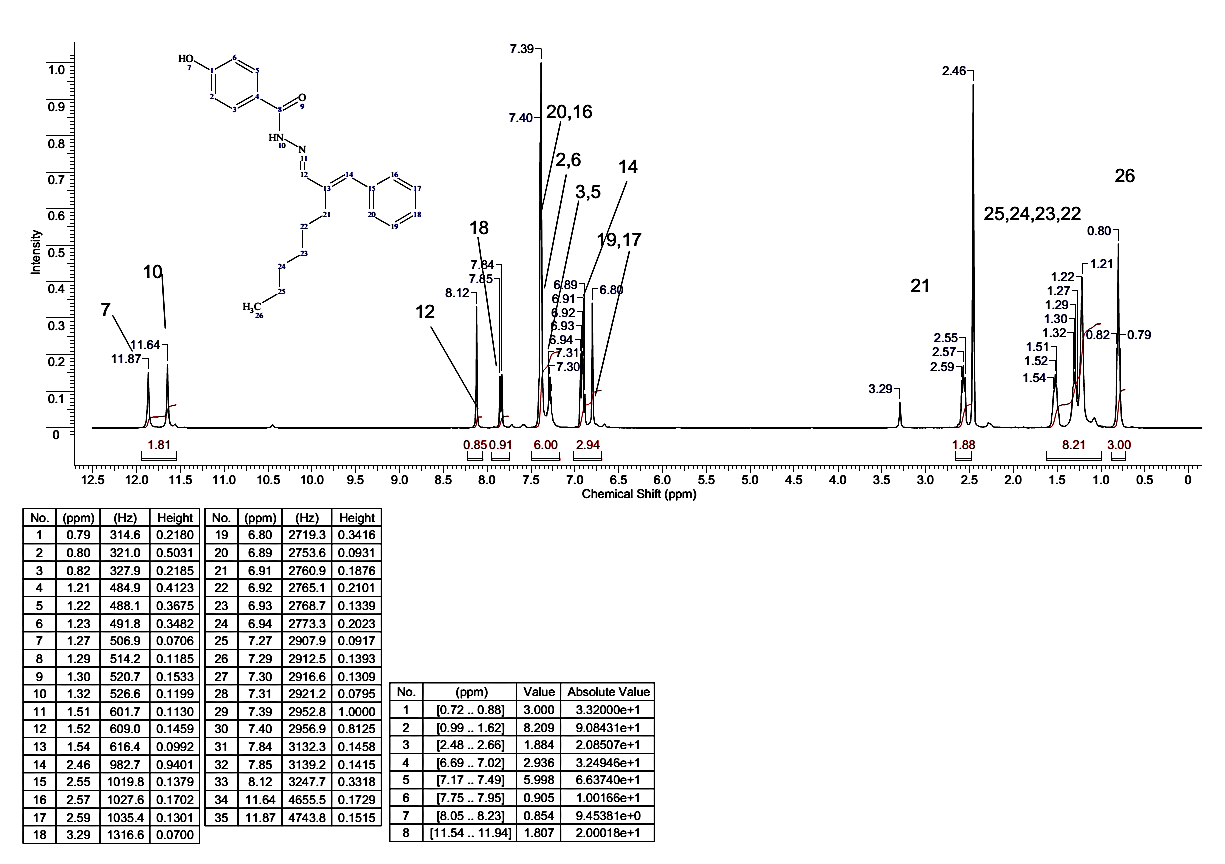 HO
7
1
6
5
2
3
4
8
O
9
HN
10
N
11
12
13
14
15
16
17
18
19
20
21
22
23
24
25
H3C
26
7.39
7.40
20,16
2,6
14
3,5
26
25,24,23,22
18
19,17
2.46
0.80
10
7
12
21
8.12
7.84
7.85
6.89
6.91
6.92
6.93
6.94
7.31
7.30
6.80
11.64
11.87
3.29
2.55
2.57
2.59
1.51
1.52
1.54
1.22
1.27
1.29
1.30
1.32
1.21
0.82
0.79
Intensity
1.0
0.9
0.8
0.7
0.6
0.5
0.4
0.3
0.2
0.1
0
1.81 0.85 0.91 6.00 2.94 1.88 8.21 3.00
12.5 12.0 11.5 11.0 10.5 10.0 9.5 9.0 8.5 8.0 7.5 7.0 6.5 6.0 5.5 5.0 4.5 4.0 3.5 3.0 2.5 2.0 1.5 1.0 0.5 0
Chemical Shift (ppm)
No. (ppm) (Hz) Height
1 0.79 314.6 0.2180
2 0.80 321.0 0.5031
3 0.82 327.9 0.2185
4 1.21 484.9 0.4123
5 1.22 488.1 0.3675
6 1.23 491.8 0.3482
7 1.27 506.9 0.0706
8 1.29 514.2 0.1185
9 1.30 520.7 0.1533
10 1.32 526.6 0.1199
11 1.51 601.7 0.1130
12 1.52 609.0 0.1459
13 1.54 616.4 0.0992
14 2.46 982.7 0.9401
15 2.55 1019.8 0.1379
16 2.57 1027.6 0.1702
17 2.59 1035.4 0.1301
18 3.29 1316.6 0.0700
No. (ppm) (Hz) Height
19 6.80 2719.3 0.3416
20 6.89 2753.6 0.0931
21 6.91 2760.9 0.1876
22 6.92 2765.1 0.2101
23 6.93 2768.7 0.1339
24 6.94 2773.3 0.2023
25 7.27 2907.9 0.0917
26 7.29 2912.5 0.1393
27 7.30 2916.6 0.1309
28 7.31 2921.2 0.0795
29 7.39 2952.8 1.0000
30 7.40 2956.9 0.8125
31 7.84 3132.3 0.1458
32 7.85 3139.2 0.1415
33 8.12 3247.7 0.3318
34 11.64 4655.5 0.1729
35 11.87 4743.8 0.1515
No. (ppm) Value Absolute Value
1 [0.72 .. 0.88] 3.000 3.32000e+1
2 [0.99 .. 1.62] 8.209 9.08431e+1
3 [2.48 .. 2.66] 1.884 2.08507e+1
4 [6.69 .. 7.02] 2.936 3.24946e+1
5 [7.17 .. 7.49] 5.998 6.63740e+1
6 [7.75 .. 7.95] 0.905 1.00166e+1
7 [8.05 .. 8.23] 0.854 9.45381e+0
8 [11.54 .. 11.94] 1.807 2.00018e+1